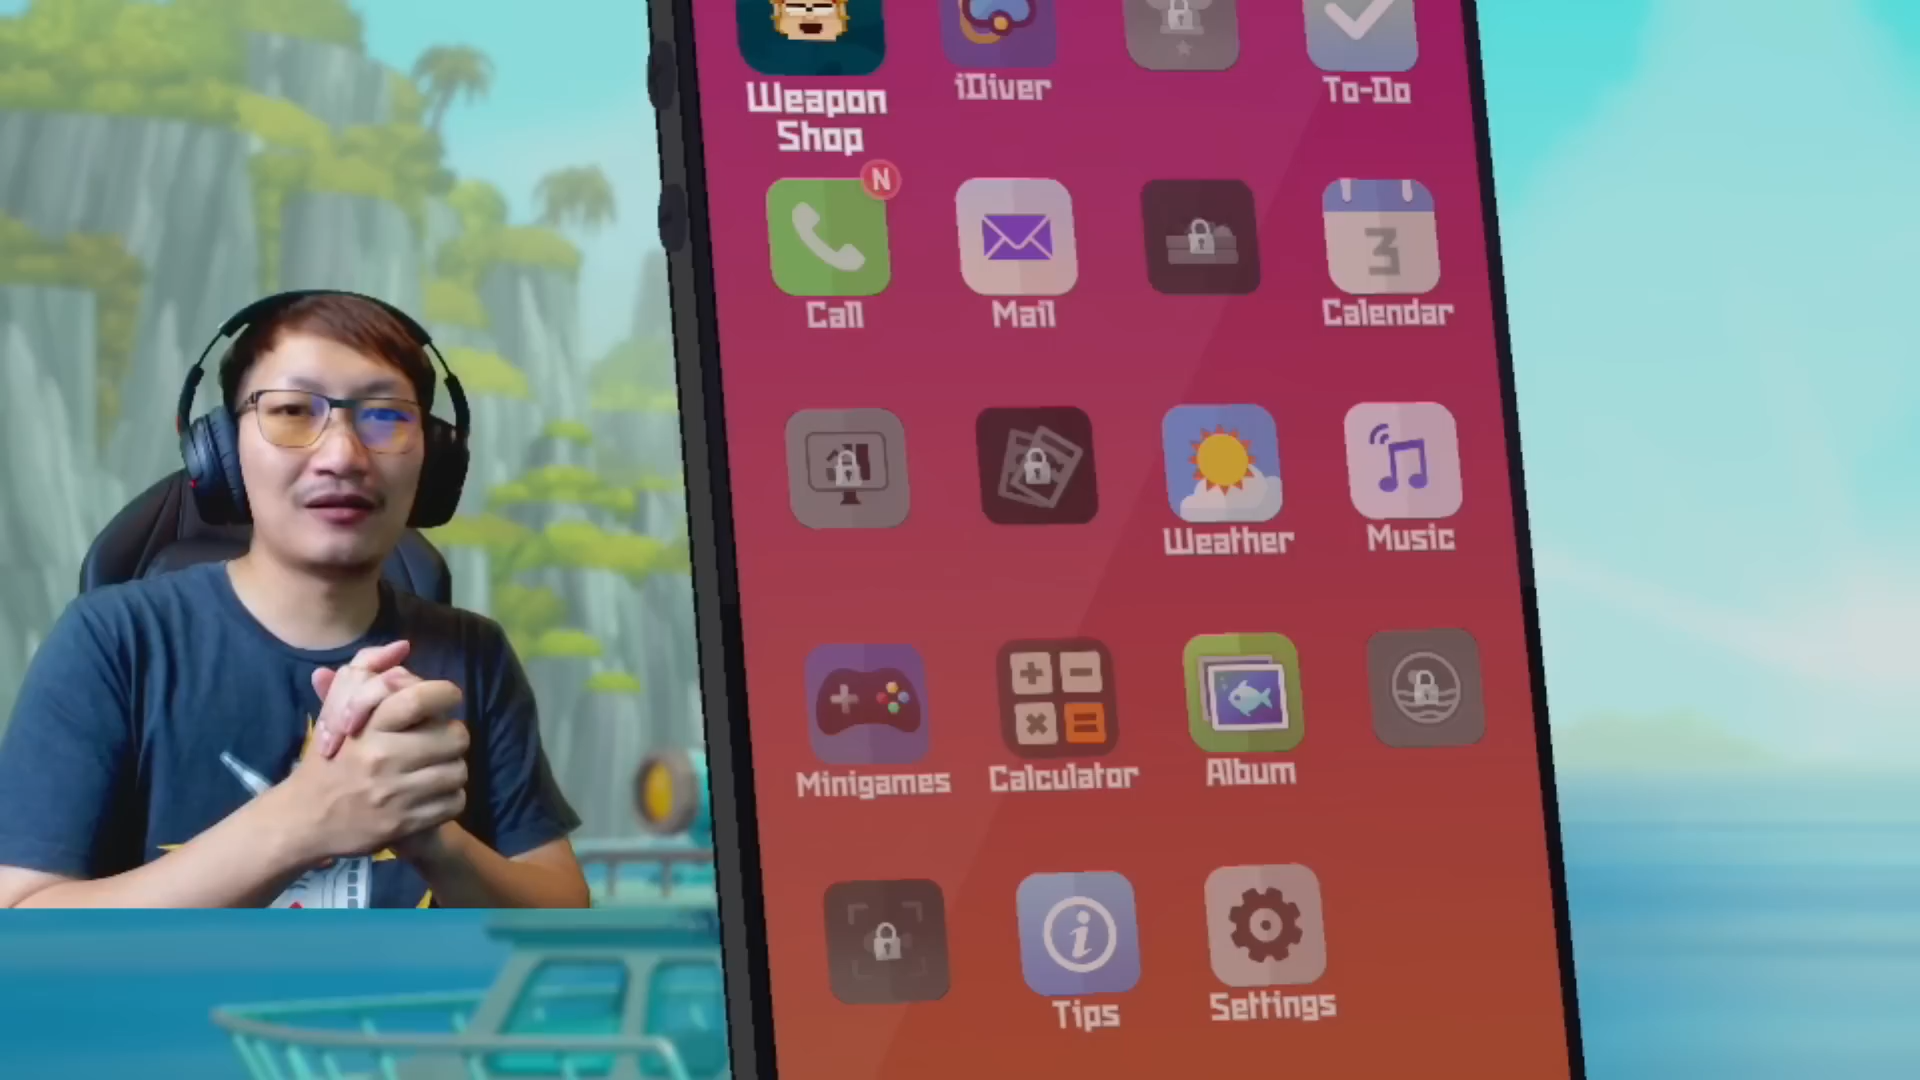 Weapon
Shop
iDiver
To-Do
N
Call
Mail
3
Calendar
Weather
Music
Minigames
Calculator
Album
Tips
Settings